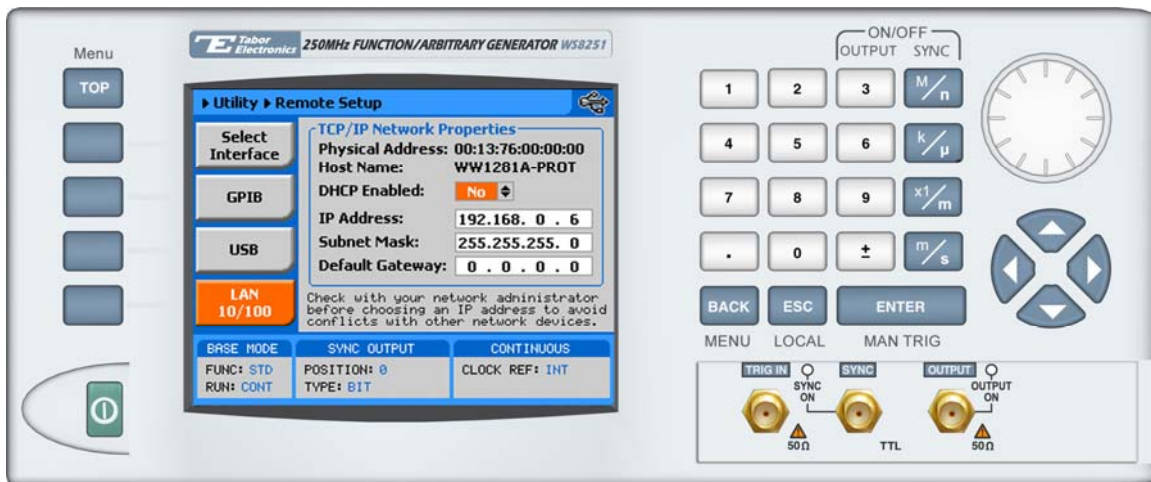 Menu
TOP
Tabor Electronics 250MHz FUNCTION/ARBITRARY GENERATOR WS8251
▸ Utility ▸ Remote Setup
Select Interface
GPIB
USB
LAN 10/100
TCP/IP Network Properties
Physical Address: 00:13:76:00:00:00
Host Name: WW1281A-PROT
DHCP Enabled: No
IP Address: 192.168. 0 . 6
Subnet Mask: 255.255.255. 0
Default Gateway: 0 . 0 . 0 . 0
Check with your network administrator
before choosing an IP address to avoid
conflicts with other network devices.
BASE MODE
FUNC: STD
RUN: CONT
SYNC OUTPUT
POSITION: 0
TYPE: BIT
CONTINUOUS
CLOCK REF: INT
ON/OFF
OUTPUT SYNC
1 2 3 M/n
4 5 6 k/µ
7 8 9 x1/m
. 0 ± m/s
BACK ESC ENTER
MENU LOCAL MAN TRIG
TRIG IN
SYNC ON
SYNC
OUTPUT
OUTPUT ON
50Ω
TTL
50Ω